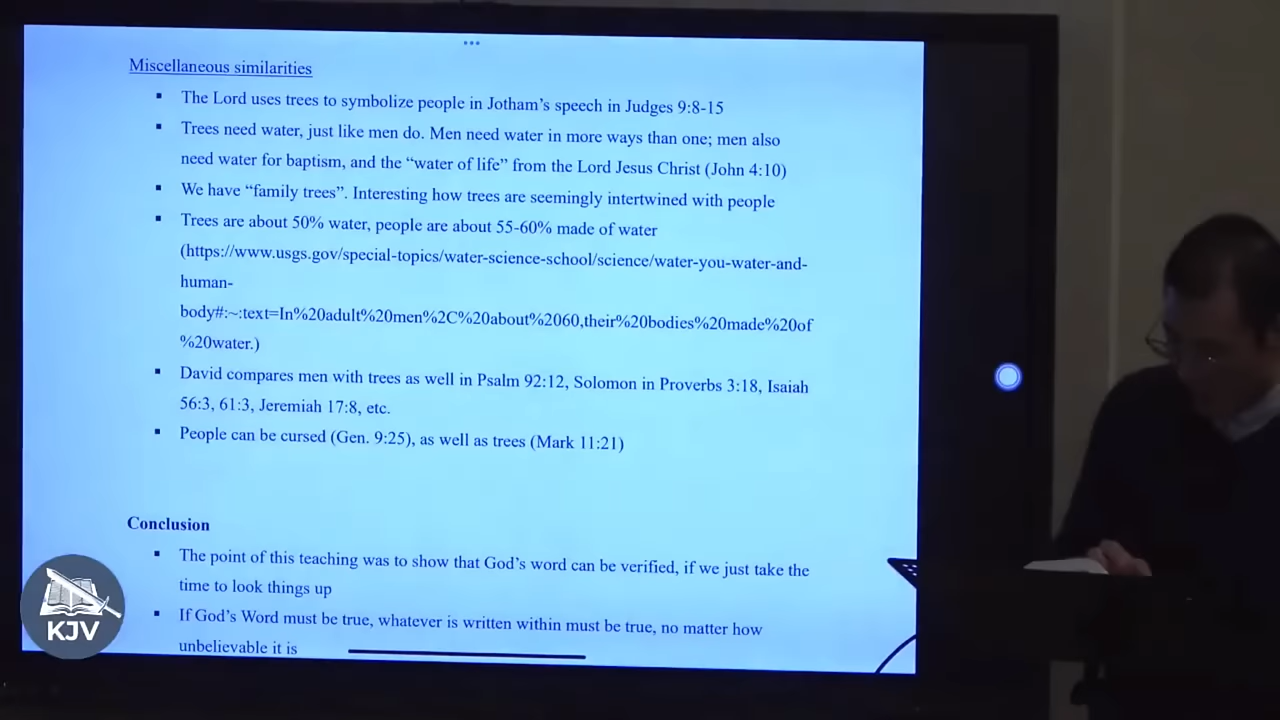 Miscellaneous similarities
▪ The Lord uses trees to symbolize people in Jotham's speech in Judges 9:8-15
▪ Trees need water, just like men do. Men need water in more ways than one; men also
need water for baptism, and the “water of life” from the Lord Jesus Christ (John 4:10)
▪ We have “family trees”. Interesting how trees are seemingly intertwined with people
▪ Trees are about 50% water, people are about 55-60% made of water
(https://www.usgs.gov/special-topics/water-science-school/science/water-you-water-and-
human-
body#:~:text=In%20adult%20men%2C%20about%2060,their%20bodies%20made%20of
%20water.)
▪ David compares men with trees as well in Psalm 92:12, Solomon in Proverbs 3:18, Isaiah
56:3, 61:3, Jeremiah 17:8, etc.
▪ People can be cursed (Gen. 9:25), as well as trees (Mark 11:21)
Conclusion
▪ The point of this teaching was to show that God's word can be verified, if we just take the
time to look things up
▪ If God's Word must be true, whatever is written within must be true, no matter how
unbelievable it is
KJV